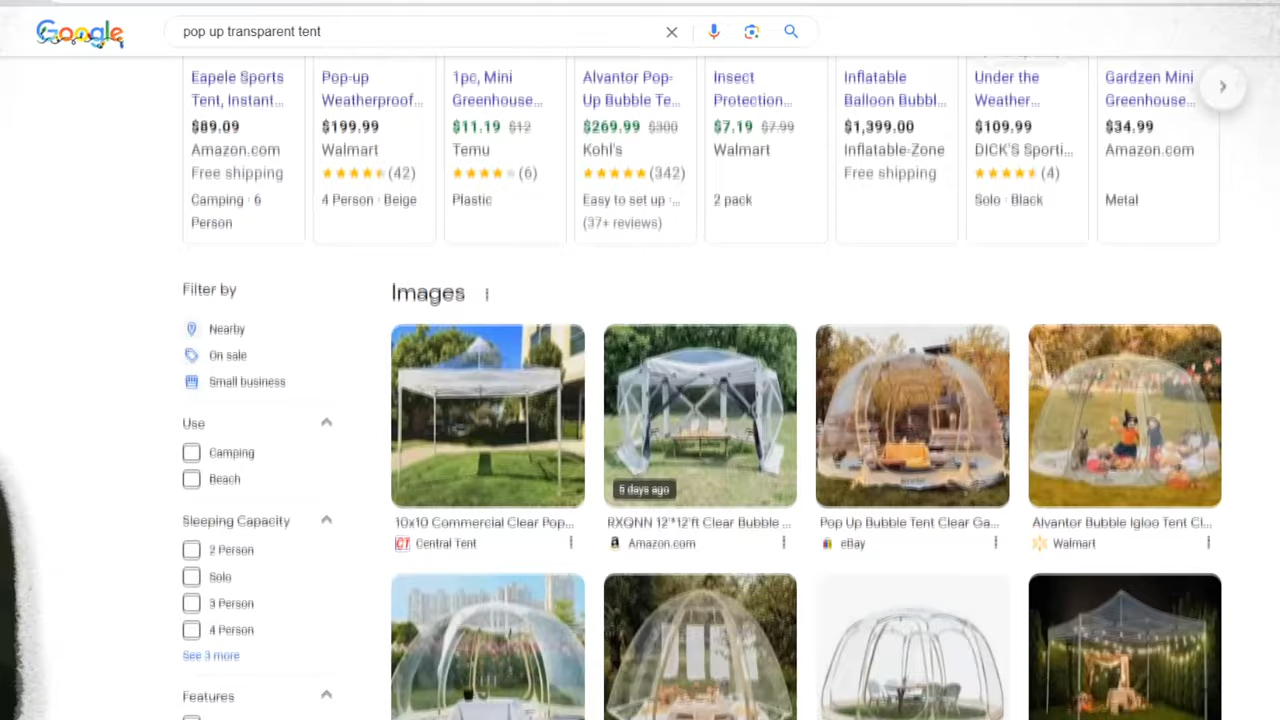 Google
pop up transparent tent
Eapele Sports
Tent, Instant...
$89.09
Amazon.com
Free shipping
Camping · 6
Person
Pop-up
Weatherproof...
$199.99
Walmart
(42)
4 Person · Beige
1pc, Mini
Greenhouse...
$11.19 $12
Temu
(6)
Plastic
Alvantor Pop-
Up Bubble Te...
$269.99 $300
Kohl's
(342)
Easy to set up ·...
(37+ reviews)
Insect
Protection...
$7.19 $7.99
Walmart
2 pack
Inflatable
Balloon Bubbl...
$1,399.00
Inflatable-Zone
Free shipping
Under the
Weather...
$109.99
DICK'S Sporti...
(4)
Solo · Black
Gardzen Mini
Greenhouse...
$34.99
Amazon.com
Metal
Filter by
Nearby
On sale
Small business
Use
Camping
Beach
Sleeping Capacity
2 Person
Solo
3 Person
4 Person
See 3 more
Features
Images
5 days ago
10x10 Commercial Clear Pop...
CT Central Tent
RXQNN 12'*12'ft Clear Bubble ...
a Amazon.com
Pop Up Bubble Tent Clear Ga...
eBay
Alvantor Bubble Igloo Tent Cl...
Walmart